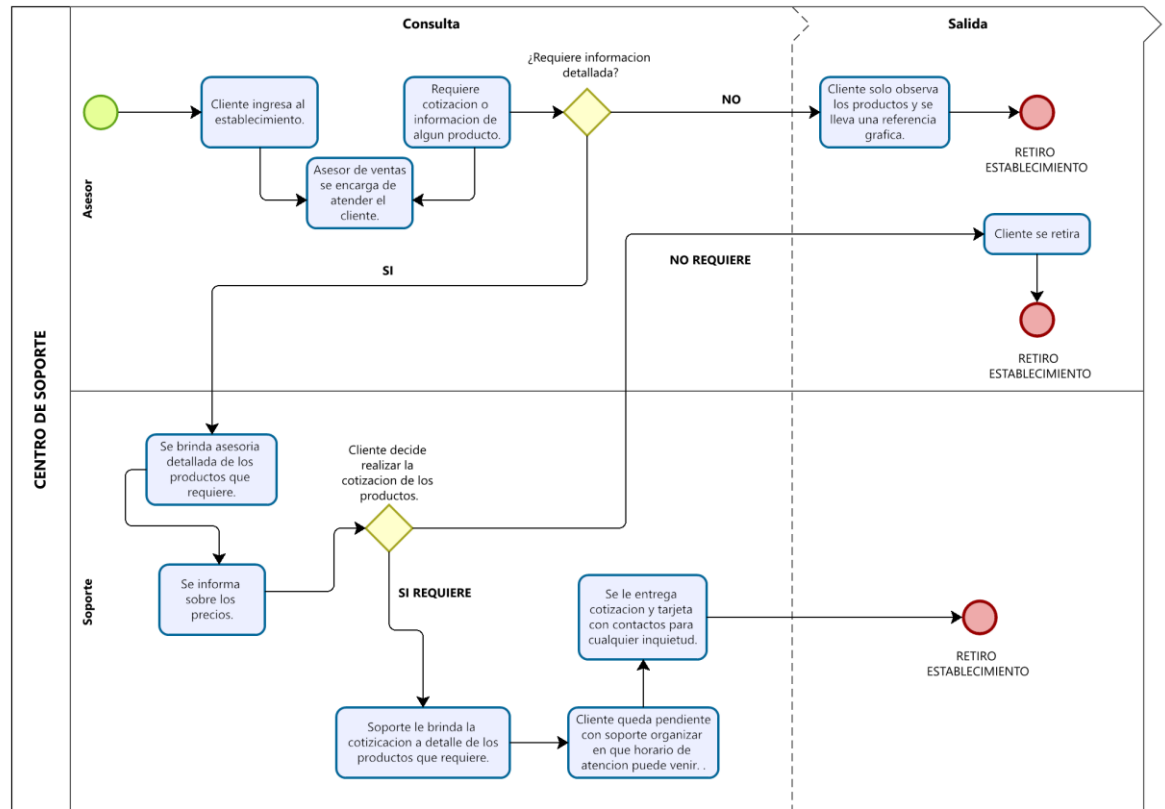 Consulta
Salida
CENTRO DE SOPORTE
Asesor
Cliente ingresa al
establecimiento.
Asesor de ventas
se encarga de
atender el
cliente.
Requiere
cotizacion o
informacion de
algun producto.
¿Requiere informacion
detallada?
NO
Cliente solo observa
los productos y se
lleva una referencia
grafica.
RETIRO
ESTABLECIMIENTO
SI
NO REQUIERE
Cliente se retira
RETIRO
ESTABLECIMIENTO
Soporte
Se brinda asesoria
detallada de los
productos que
requiere.
Se informa
sobre los
precios.
Cliente decide
realizar la
cotizacion de los
productos.
SI REQUIERE
Soporte le brinda la
cotizicacion a detalle de los
productos que requiere.
Cliente queda pendiente
con soporte organizar
en que horario de
atencion puede venir. .
Se le entrega
cotizacion y tarjeta
con contactos para
cualquier inquietud.
RETIRO
ESTABLECIMIENTO